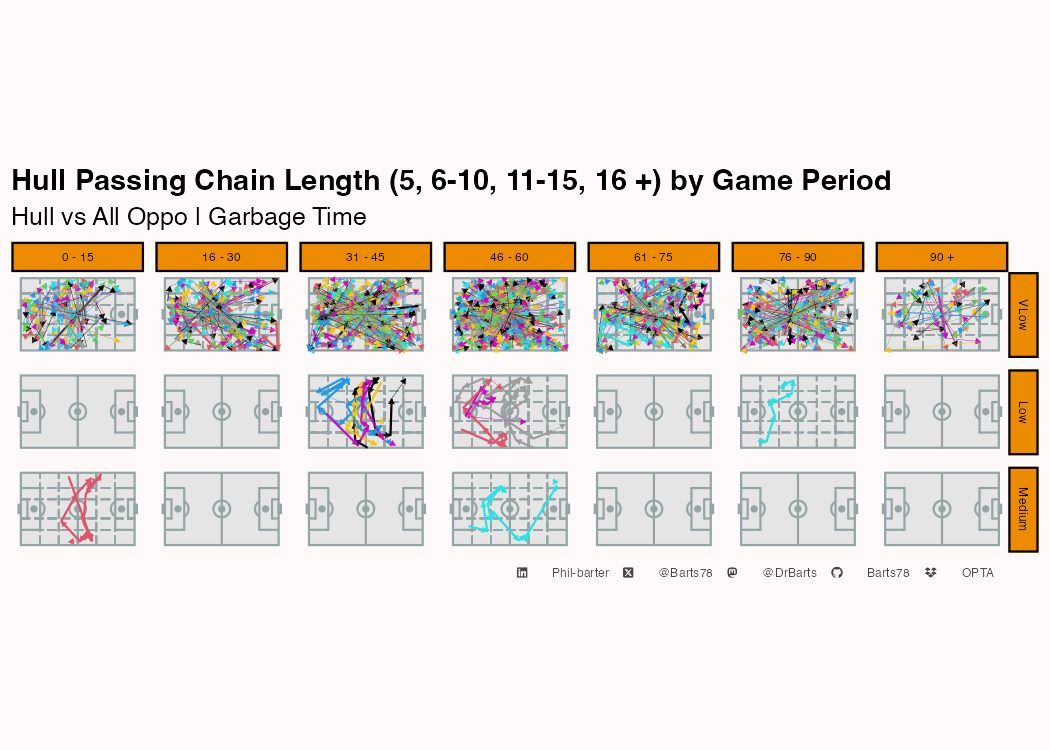 Hull Passing Chain Length (5, 6-10, 11-15, 16 +) by Game Period
Hull vs All Oppo | Garbage Time
0 - 15 16 - 30 31 - 45 46 - 60 61 - 75 76 - 90 90 +
VLow
Low
Medium
Phil-barter @Barts78 @DrBarts Barts78 OPTA